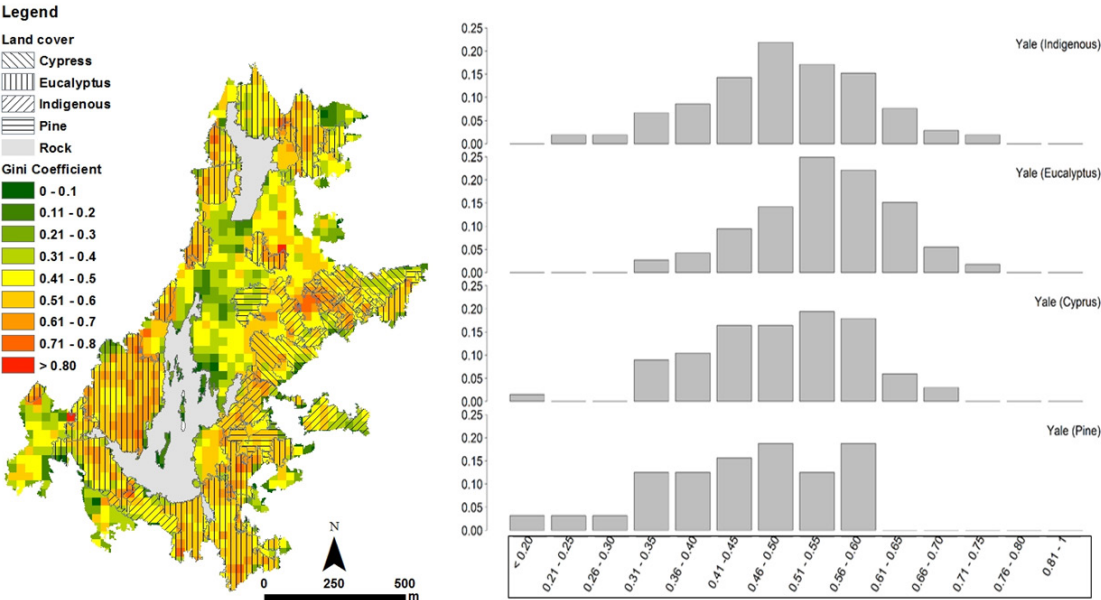 Legend
Land cover
Cypress
Eucalyptus
Indigenous
Pine
Rock
Gini Coefficient
0 - 0.1
0.11 - 0.2
0.21 - 0.3
0.31 - 0.4
0.41 - 0.5
0.51 - 0.6
0.61 - 0.7
0.71 - 0.8
> 0.80
N
0 250 500
m
Yale (Indigenous)
0.25
0.20
0.15
0.10
0.05
0.00
Yale (Eucalyptus)
0.25
0.20
0.15
0.10
0.05
0.00
Yale (Cyprus)
0.25
0.20
0.15
0.10
0.05
0.00
Yale (Pine)
0.25
0.20
0.15
0.10
0.05
0.00
< 0.20
0.21 - 0.25
0.26 - 0.30
0.31 - 0.35
0.36 - 0.40
0.41 -0.45
0.46 - 0.50
0.51 - 0.55
0.56 - 0.60
0.61 - 0.65
0.66 - 0.70
0.71 - 0.75
0.76 - 0.80
0.81 - 1